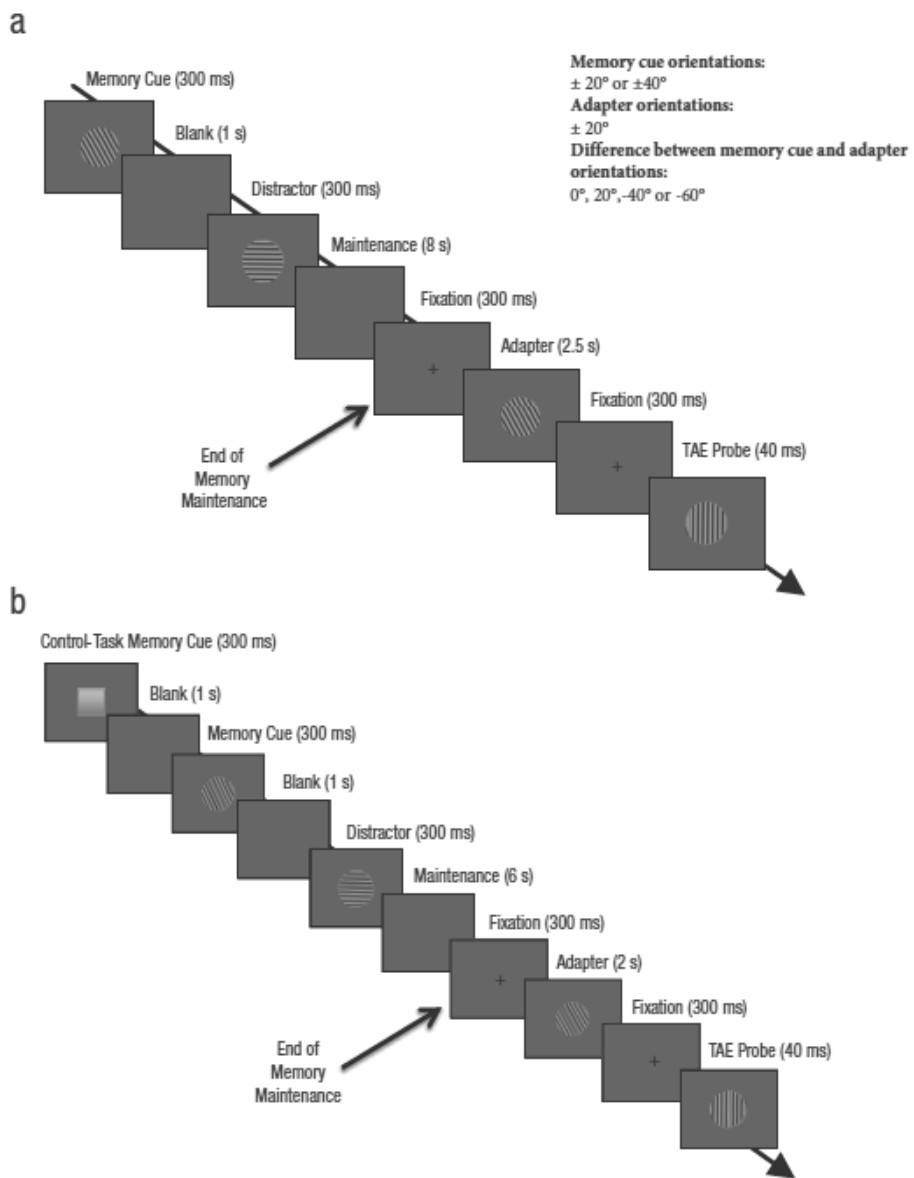 a
Memory Cue (300 ms)
Blank (1 s)
Distractor (300 ms)
Maintenance (8 s)
Fixation (300 ms)
Adapter (2.5 s)
Fixation (300 ms)
TAE Probe (40 ms)
End of
Memory
Maintenance
Memory cue orientations:
± 20° or ±40°
Adapter orientations:
± 20°
Difference between memory cue and adapter
orientations:
0°, 20°,-40° or -60°
b
Control-Task Memory Cue (300 ms)
Blank (1 s)
Memory Cue (300 ms)
Blank (1 s)
Distractor (300 ms)
Maintenance (6 s)
Fixation (300 ms)
Adapter (2 s)
Fixation (300 ms)
TAE Probe (40 ms)
End of
Memory
Maintenance